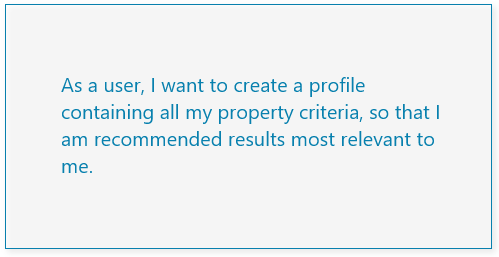 As a user, I want to create a profile
containing all my property criteria, so that I
am recommended results most relevant to
me.